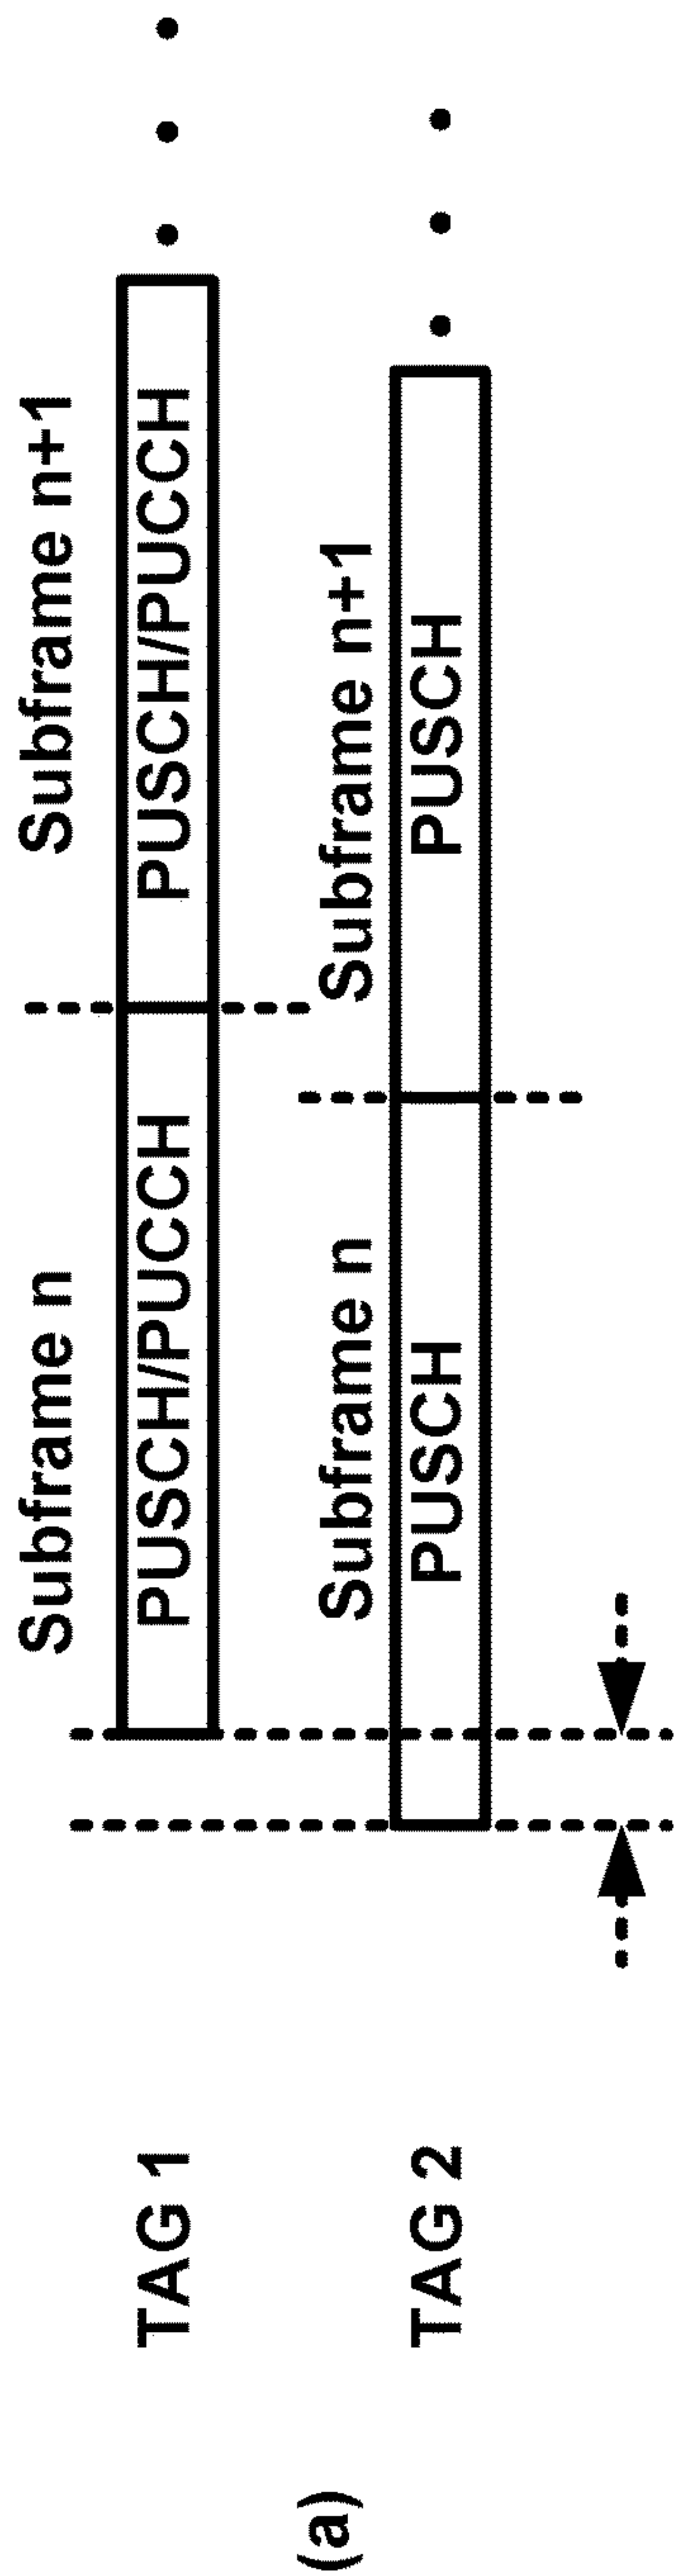 Subframe n
Subframe n+1
TAG 1
PUSCH/PUCCH
PUSCH/PUCCH
Subframe n
Subframe n+1
TAG 2
PUSCH
PUSCH
(a)